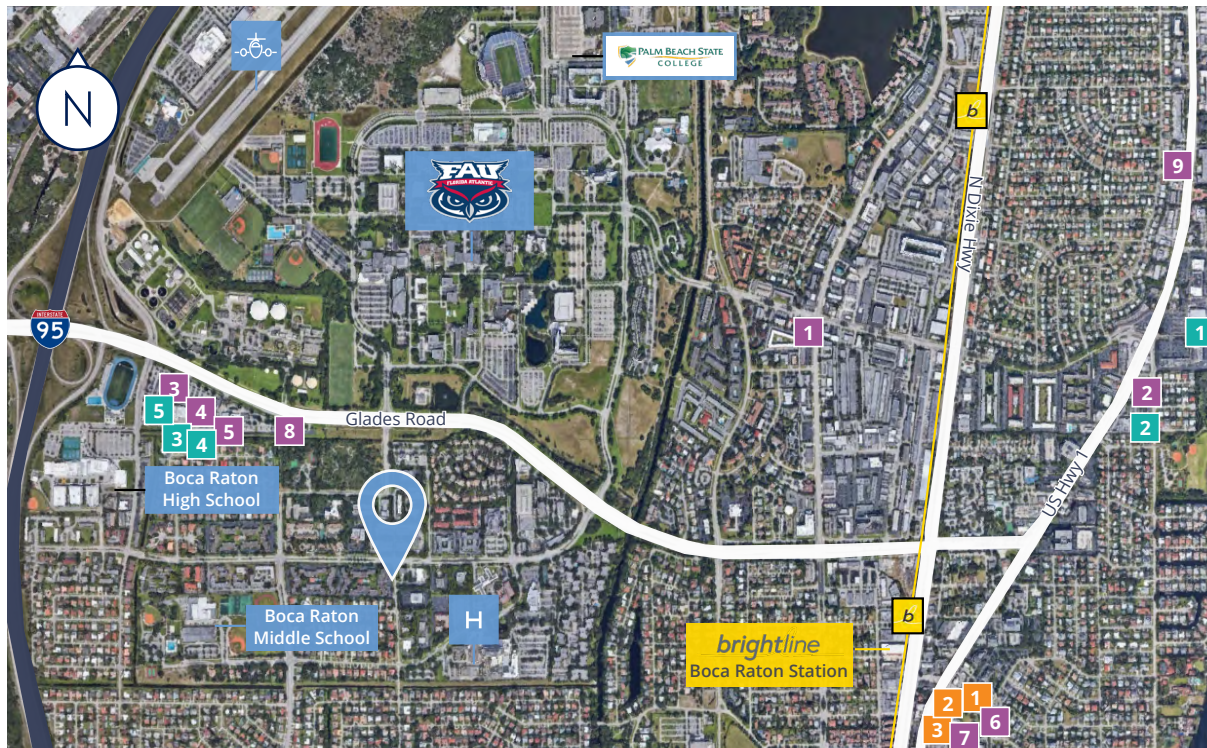 N
PALM BEACH STATE
COLLEGE
b
9
FAU
FLORIDA ATLANTIC
N Dixie Hwy
INTERSTATE
95
1
1
3
2
5
4
Glades Road
2
3
4
5
8
US Hwy 1
Boca Raton
High School
b
Boca Raton
Middle School
H
brightline
Boca Raton Station
2
1
6
3
7